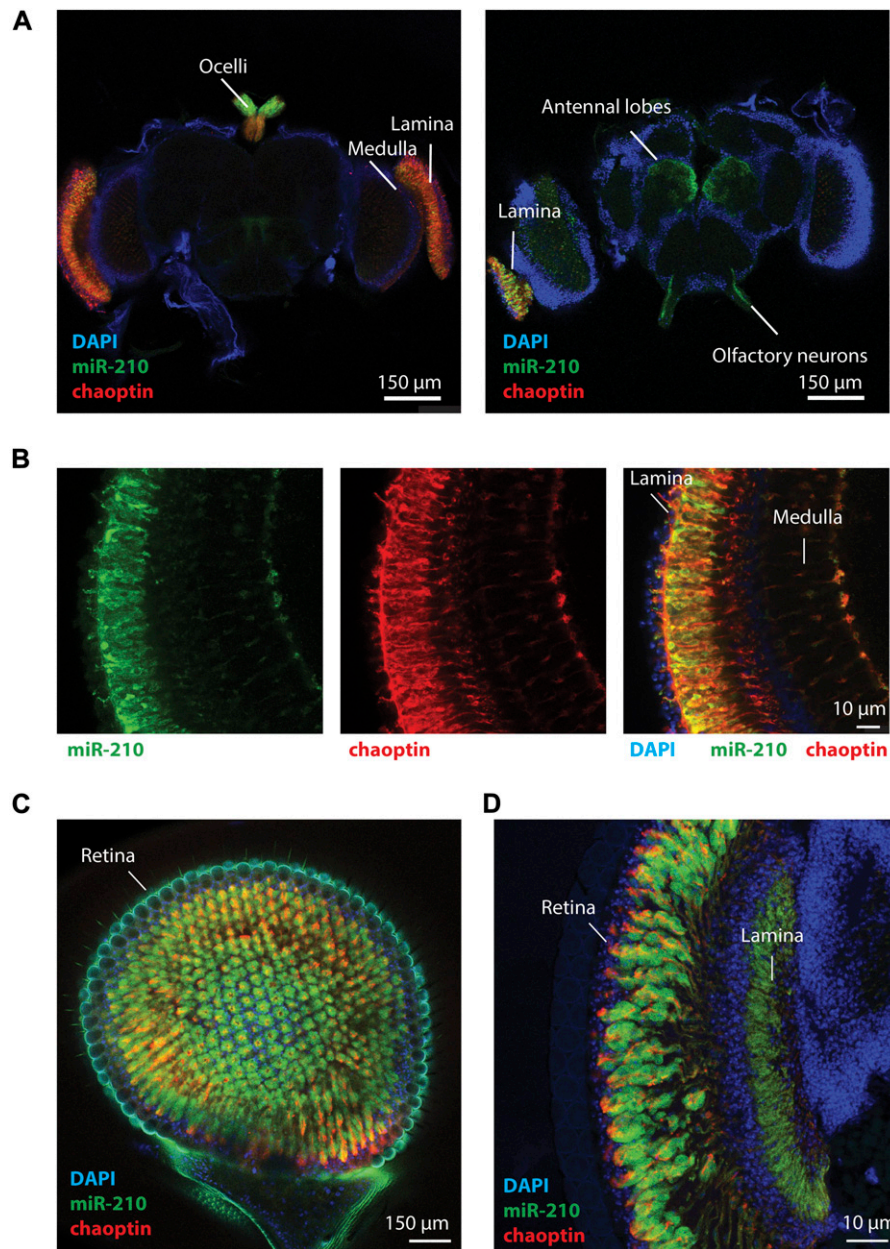 A
Ocelli
Lamina
Medulla
DAPI
miR-210
chaoptin
150 µm
Antennal lobes
Lamina
Olfactory neurons
DAPI
miR-210
chaoptin
150 µm
B
Lamina
Medulla
10 µm
miR-210
chaoptin
DAPI miR-210 chaoptin
C
Retina
DAPI
miR-210
chaoptin
150 µm
D
Retina
Lamina
DAPI
miR-210
chaoptin
10 µm